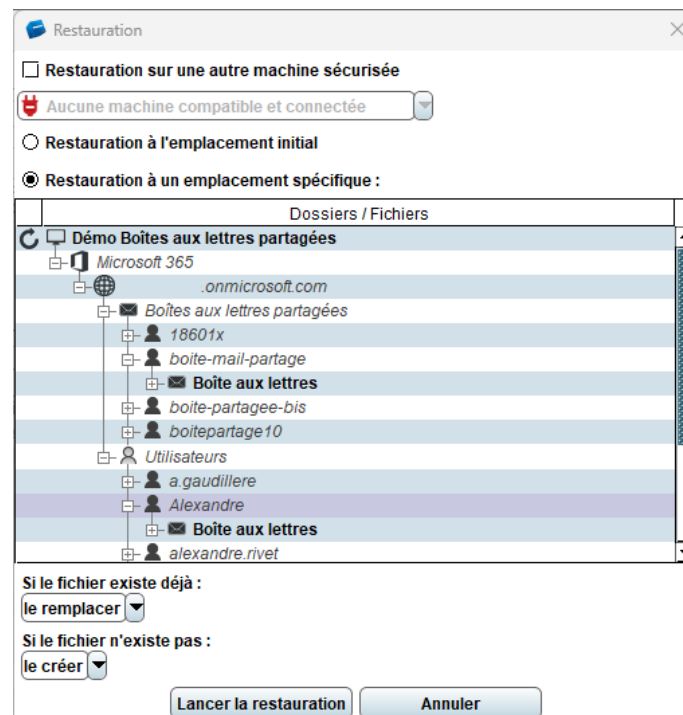 Restauration
Restauration sur une autre machine sécurisée
Aucune machine compatible et connectée
Restauration à l'emplacement initial
Restauration à un emplacement spécifique :
Dossiers / Fichiers
Démo Boîtes aux lettres partagées
Microsoft 365
.onmicrosoft.com
Boîtes aux lettres partagées
18601x
boite-mail-partage
Boîte aux lettres
boite-partagee-bis
boitepartage10
Utilisateurs
a.gaudillere
Alexandre
Boîte aux lettres
alexandre.rivet
Si le fichier existe déjà :
le remplacer
Si le fichier n'existe pas :
le créer
Lancer la restauration Annuler